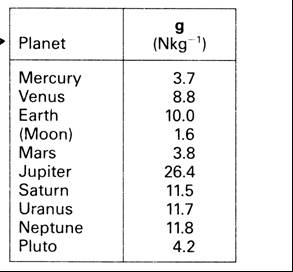 Planet g (Nkg⁻¹)
Mercury 3.7
Venus 8.8
Earth 10.0
(Moon) 1.6
Mars 3.8
Jupiter 26.4
Saturn 11.5
Uranus 11.7
Neptune 11.8
Pluto 4.2